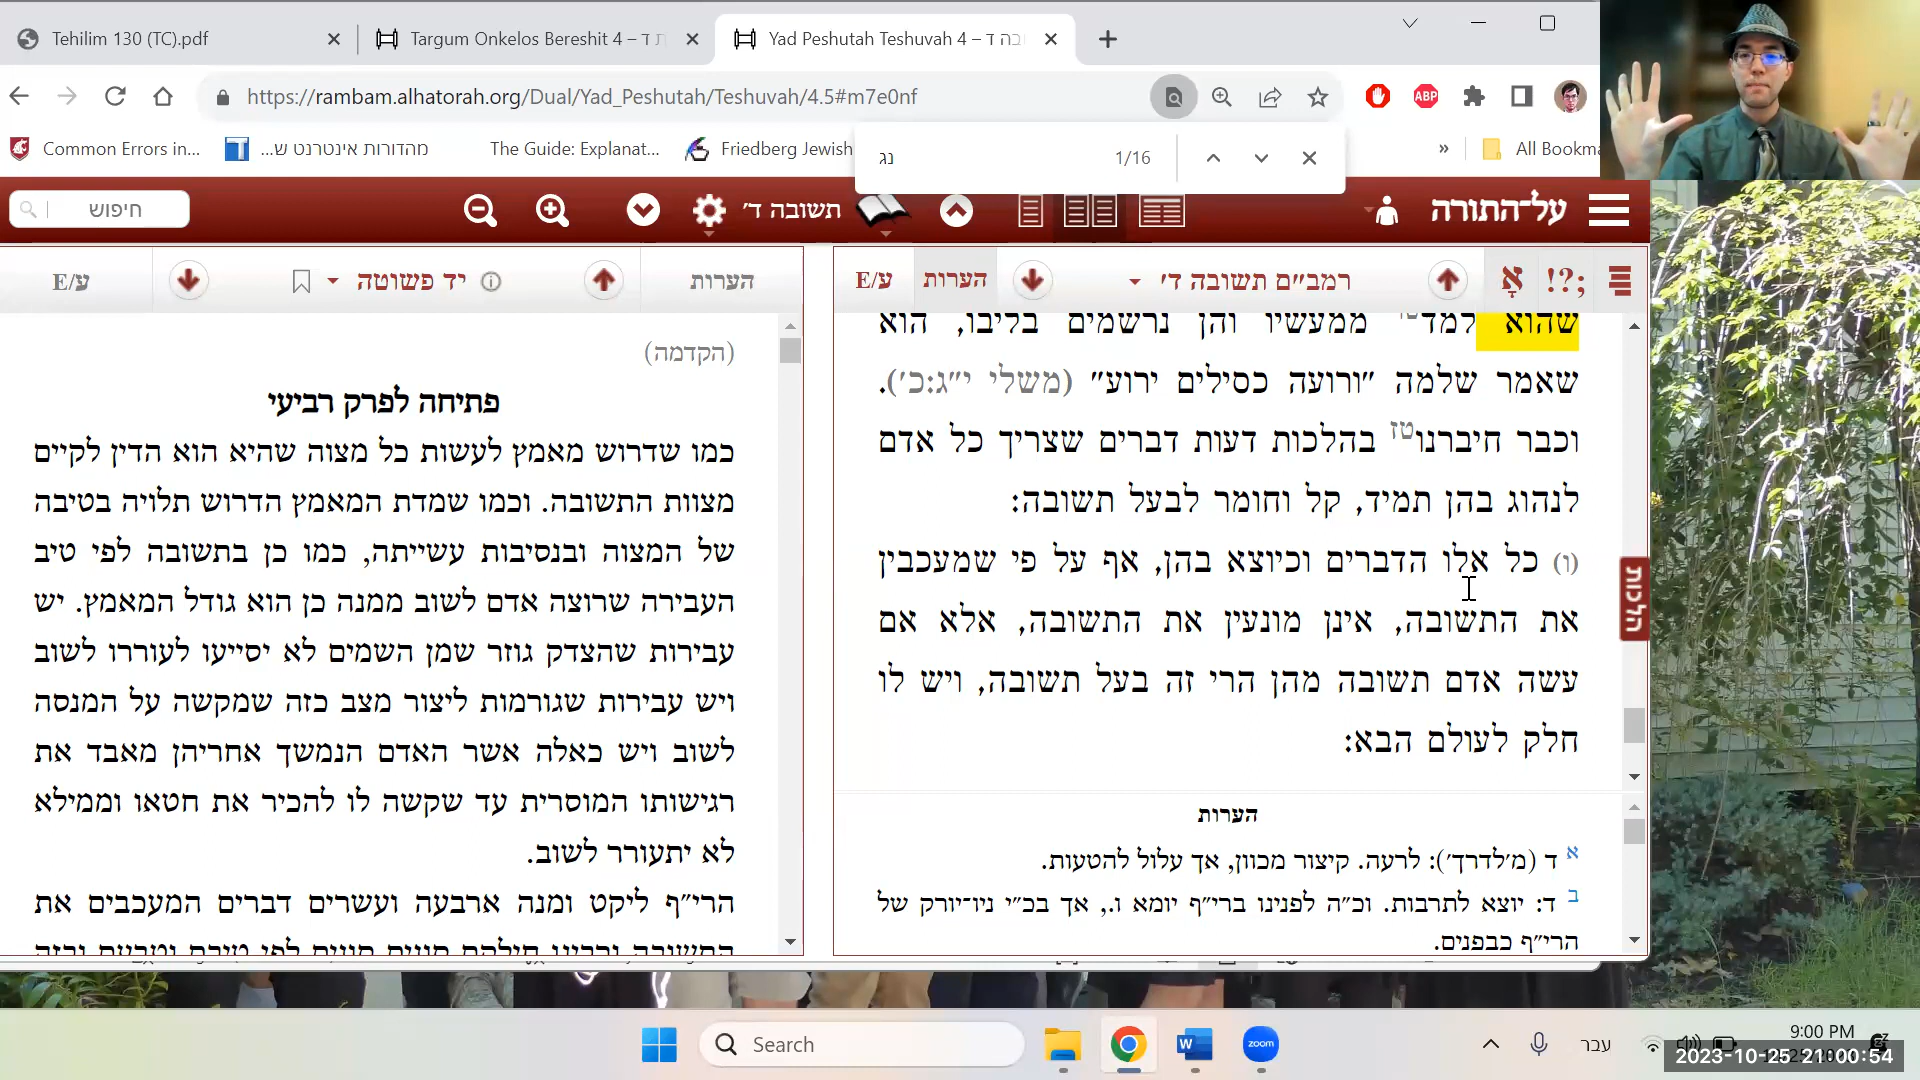 Tehilim 130 (TC).pdf
Targum Onkelos Bereshit 4 – ת ד
Yad Peshutah Teshuvah 4 – בה ד
https://rambam.alhatorah.org/Dual/Yad_Peshutah/Teshuvah/4.5#m7e0nf
Common Errors in...
מהדורות אינטרנט ש...
The Guide: Explanat...
Friedberg Jewish
»
All Bookma
נג
1/16
חיפוש
תשובה ד׳
על־התורה
ע/E
יד פשוטה
הערות
ע/E
הערות
רמב״ם תשובה ד׳
אָ
!?;
(הקדמה)
פתיחה לפרק רביעי
כמו שדרוש מאמץ לעשות כל מצוה שהיא הוא הדין לקיים
מצוות התשובה. וכמו שמדת המאמץ הדרוש תלויה בטיבה
של המצוה ובנסיבות עשייתה, כמו כן בתשובה לפי טיב
העבירה שרוצה אדם לשוב ממנה כן הוא גודל המאמץ. יש
עבירות שהצדק גוזר שמן השמים לא יסייעו לעוררו לשוב
ויש עבירות שגורמות ליצור מצב כזה שמקשה על המנסה
לשוב ויש כאלה אשר האדם הנמשך אחריהן מאבד את
רגישותו המוסרית עד שקשה לו להכיר את חטאו וממילא
לא יתעורר לשוב.
הרי״ף ליקט ומנה ארבעה ועשרים דברים המעכבים את
שהוא למד ממעשיו והן נרשמים בליבו, הוא
שאמר שלמה ״ורועה כסילים ירוע״ (משלי י״ג:כ׳).
וכבר חיברנוטז בהלכות דעות דברים שצריך כל אדם
לנהוג בהן תמיד, קל וחומר לבעל תשובה:
(ו) כל אלו הדברים וכיוצא בהן, אף על פי שמעכבין
את התשובה, אינן מונעין את התשובה, אלא אם
עשה אדם תשובה מהן הרי זה בעל תשובה, ויש לו
חלק לעולם הבא:
הלכות
הערות
א ד (מ׳לדרך׳): לרעה. קיצור מכוון, אך עלול להטעות.
ב ד: יוצא לתרבות. וכ״ה לפנינו ברי״ף יומא ו., אך בכ״י ניו־יורק של
הרי״ף כבפנים.
Search
zoom
עבר
9:00 PM
2023-10-25 21:00:54